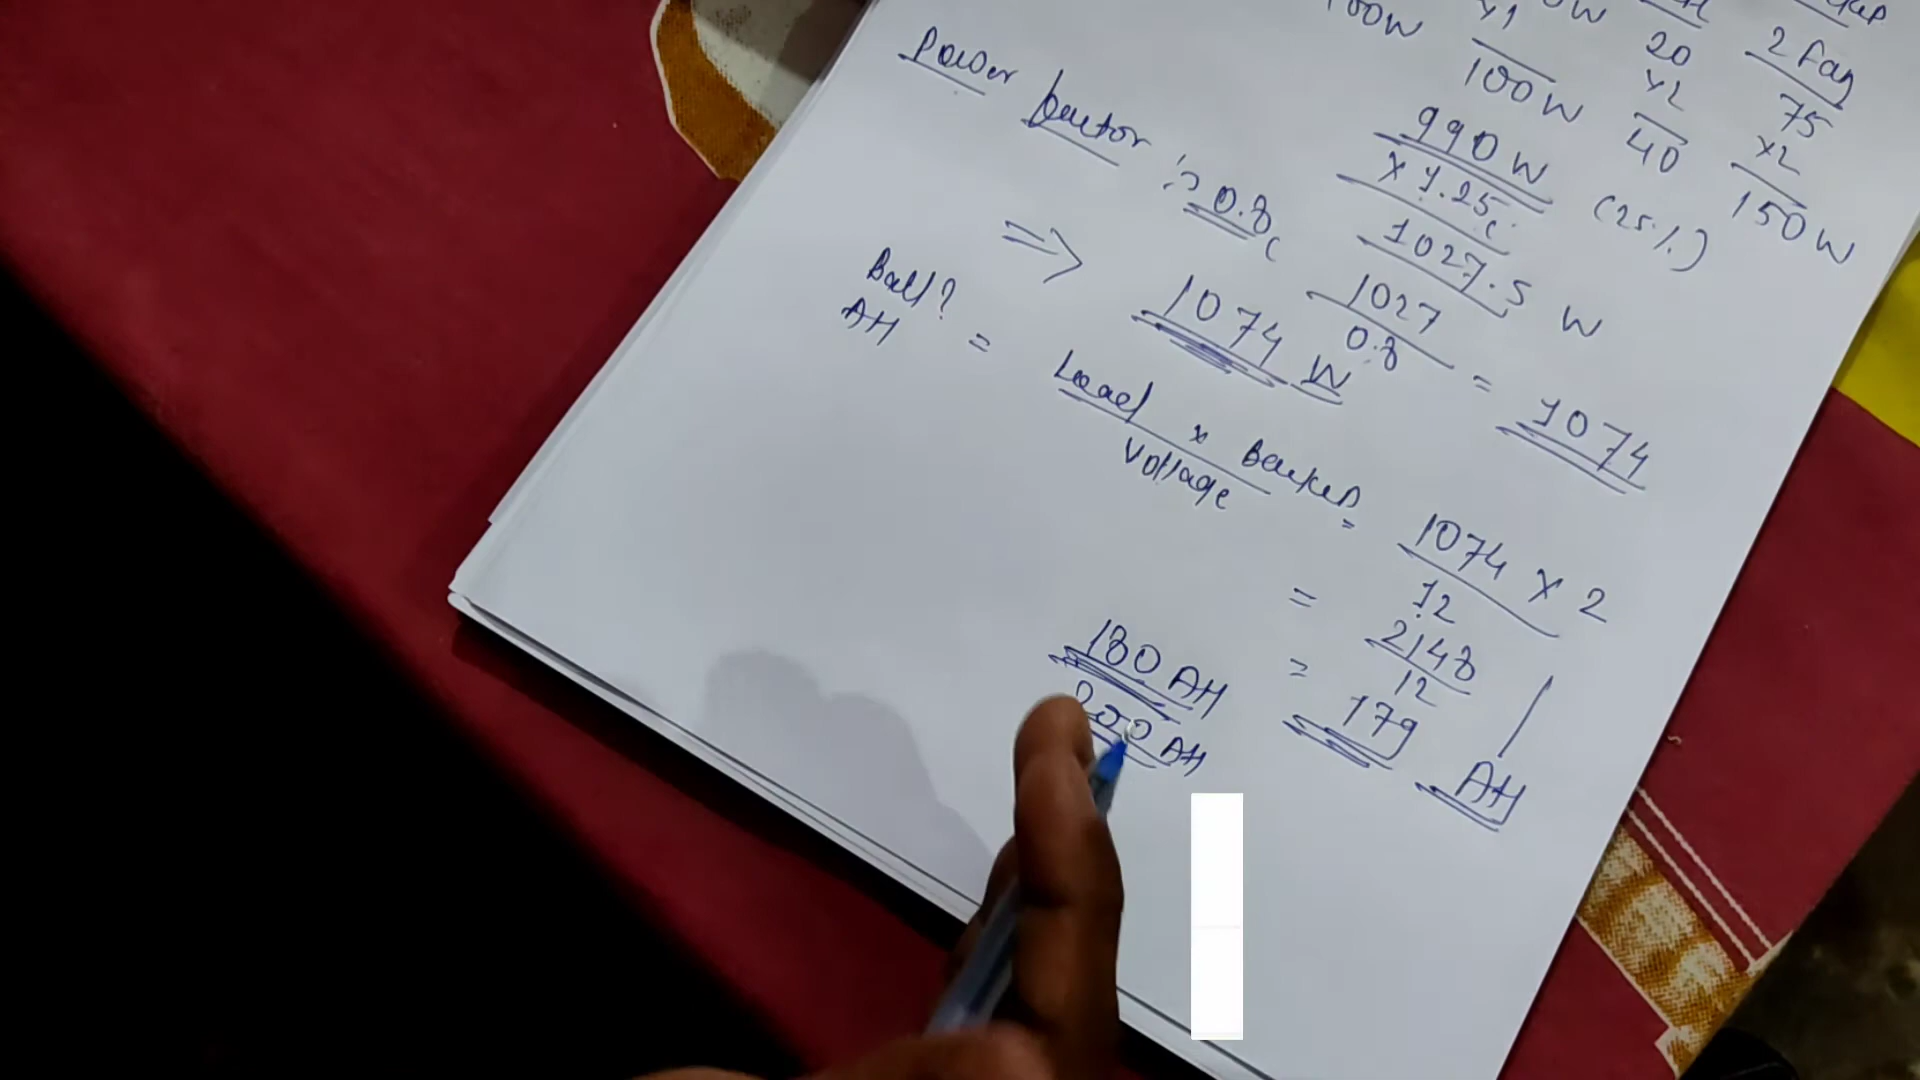 100W
x1
100W
20
x2
40
2 fan
75
x2
150W
990 W
x 1.25
(25%)
1027.5 W
Power factor :- 0.8
1027
0.8
= 1074
=> 1074 W
Batt?
AH = Load x Backup
Voltage
= 1074 x 2
12
= 2148
12
= 179 AH
180 AH
200 AH